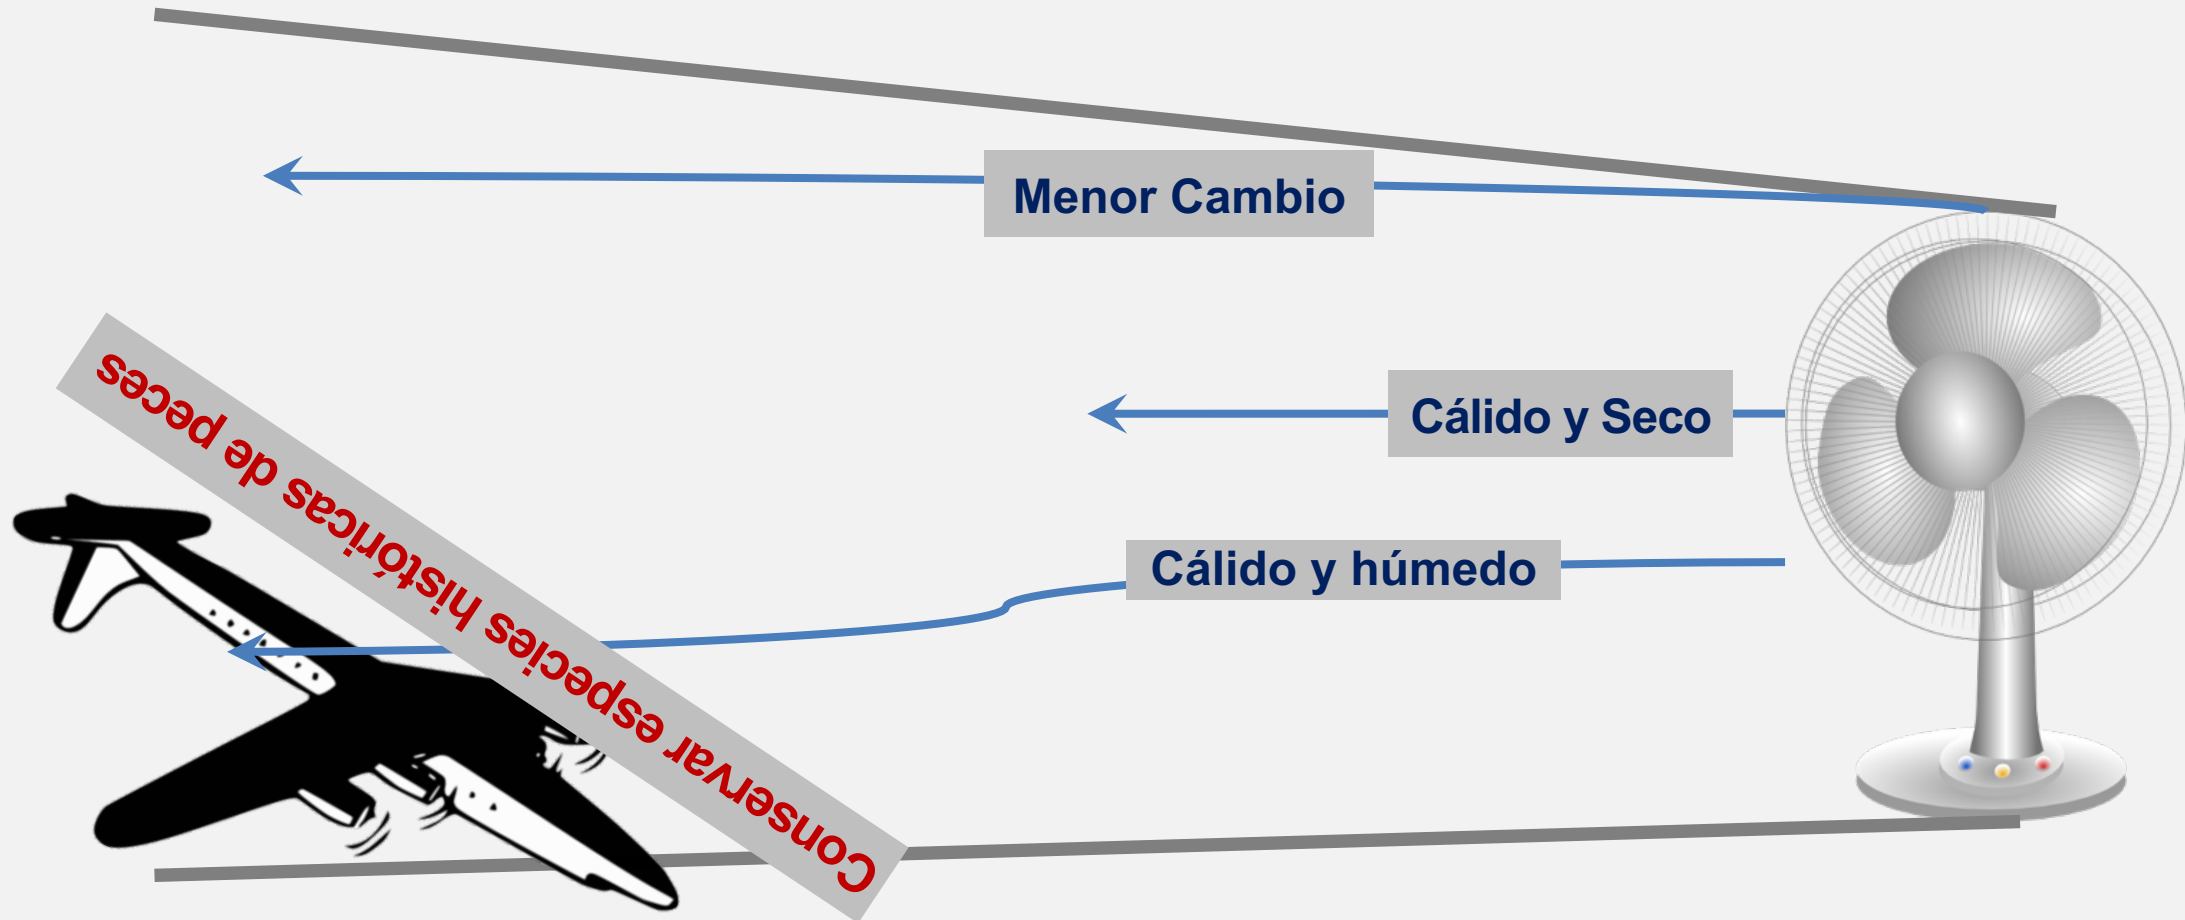 Menor Cambio
Cálido y Seco
Cálido y húmedo
Conservar especies históricas de peces